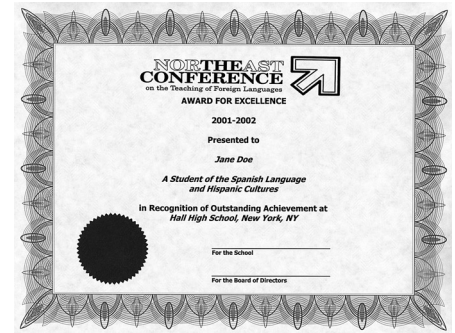 NORTHEAST
CONFERENCE
on the Teaching of Foreign Languages
AWARD FOR EXCELLENCE
2001-2002
Presented to
Jane Doe
A Student of the Spanish Language
and Hispanic Cultures
in Recognition of Outstanding Achievement at
Hall High School, New York, NY
For the School
For the Board of Directors